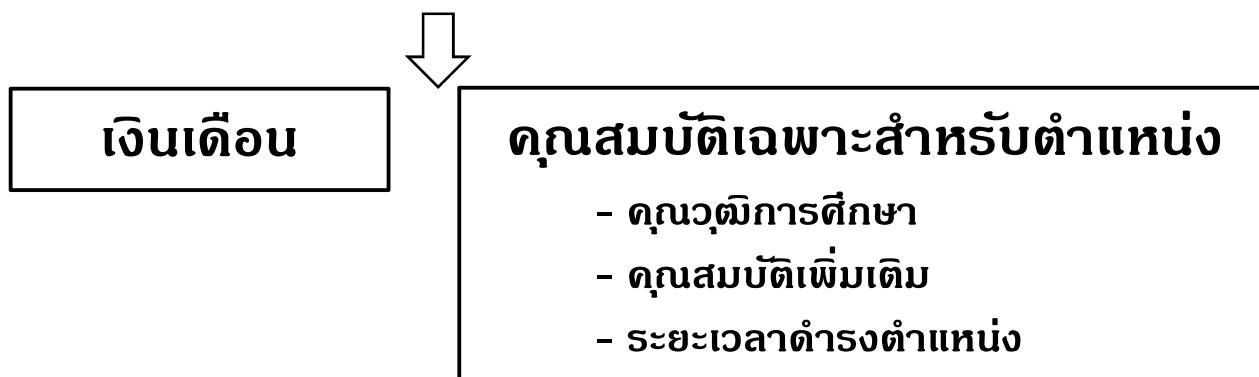 เงินเดือน
คุณสมบัติเฉพาะสำหรับตำแหน่ง
- คุณวุฒิการศึกษา
- คุณสมบัติเพิ่มเติม
- ระยะเวลาดำรงตำแหน่ง